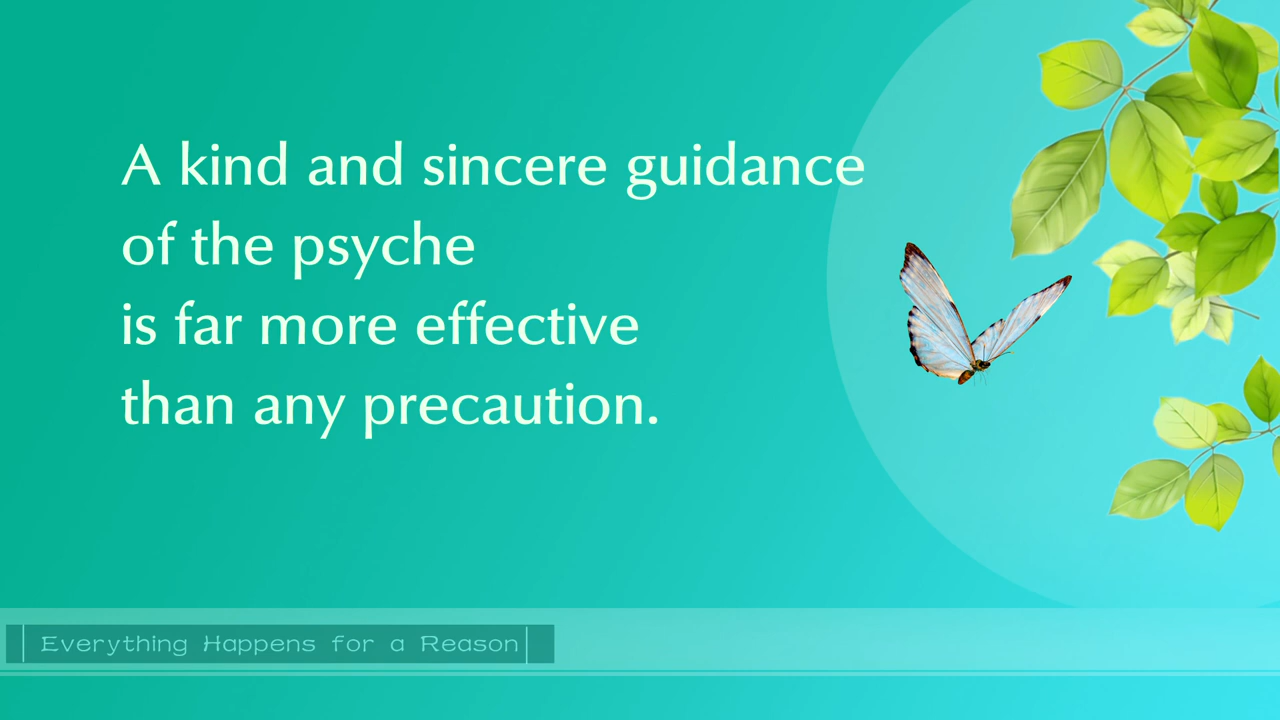 A kind and sincere guidance
of the psyche
is far more effective
than any precaution.
Everything Happens for a Reason